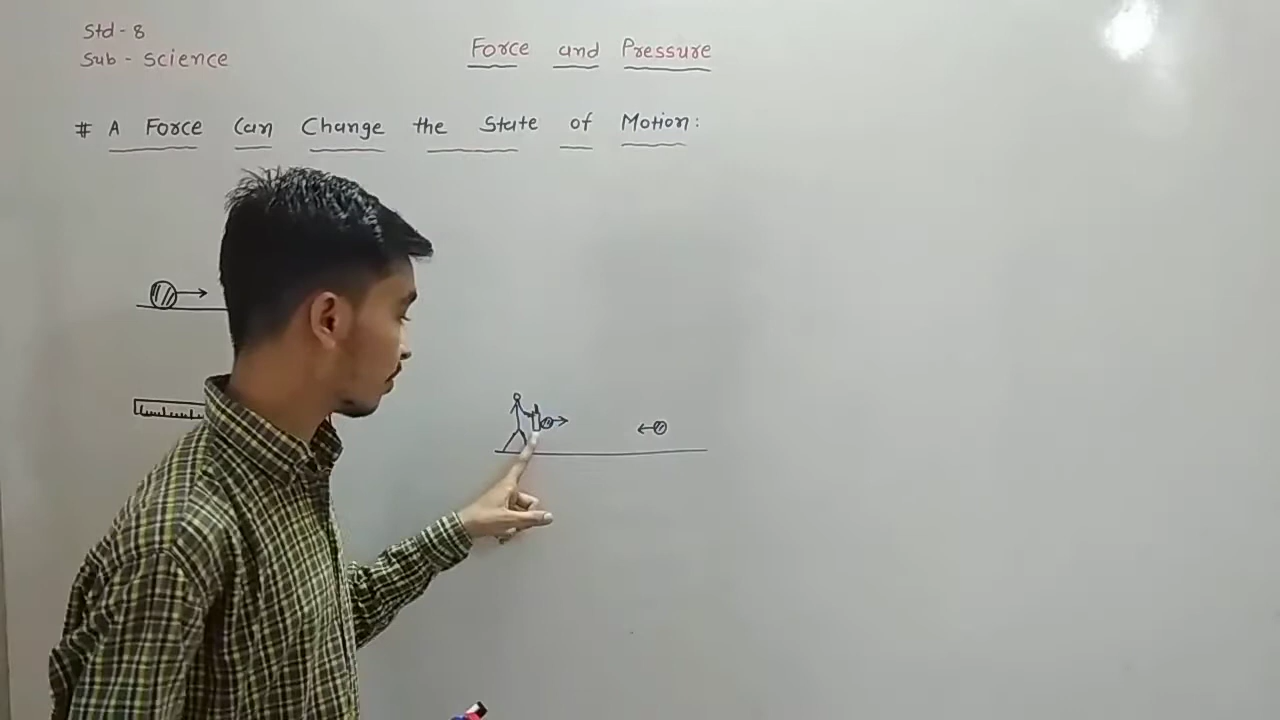 Std - 8
Sub - Science
Force and Pressure
# A Force Can Change the State of Motion: